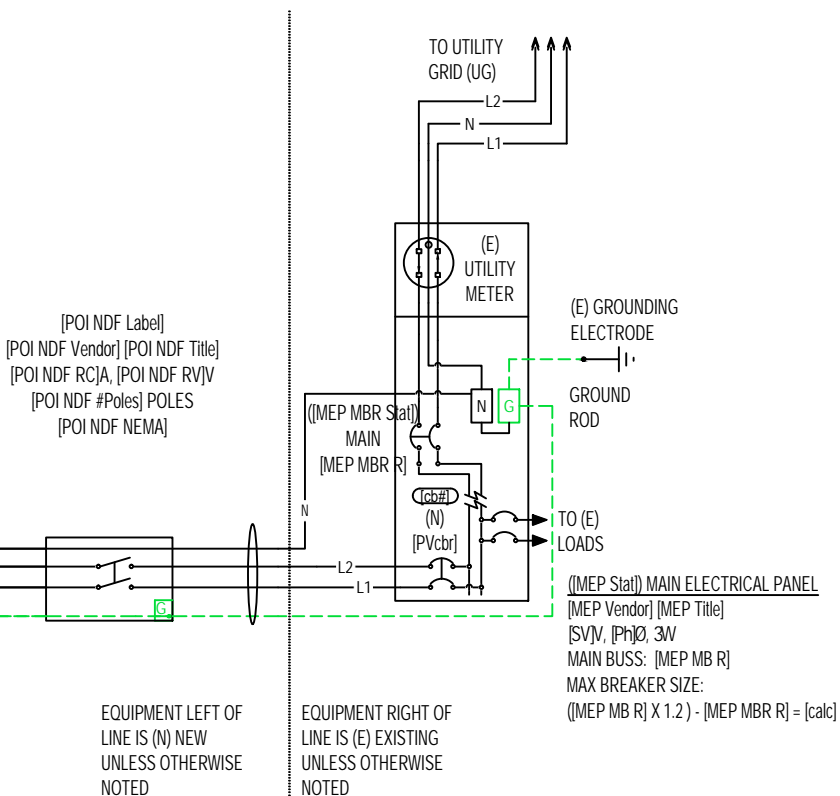 TO UTILITY
GRID (UG)
L2
N
L1
(E)
UTILITY
METER
(E) GROUNDING
ELECTRODE
GROUND
ROD
[POI NDF Label]
[POI NDF Vendor] [POI NDF Title]
[POI NDF RC]A, [POI NDF RV]V
[POI NDF #Poles] POLES
[POI NDF NEMA]
([MEP MBR Stat])
MAIN
[MEP MBR R]
N
G
[cb#]
(N)
[PVcbr]
TO (E)
LOADS
N
L2
L1
G
([MEP Stat]) MAIN ELECTRICAL PANEL
[MEP Vendor] [MEP Title]
[SV]V, [Ph]Ø, 3W
MAIN BUSS: [MEP MB R]
MAX BREAKER SIZE:
([MEP MB R] X 1.2 ) - [MEP MBR R] = [calc]
EQUIPMENT LEFT OF
LINE IS (N) NEW
UNLESS OTHERWISE
NOTED
EQUIPMENT RIGHT OF
LINE IS (E) EXISTING
UNLESS OTHERWISE
NOTED